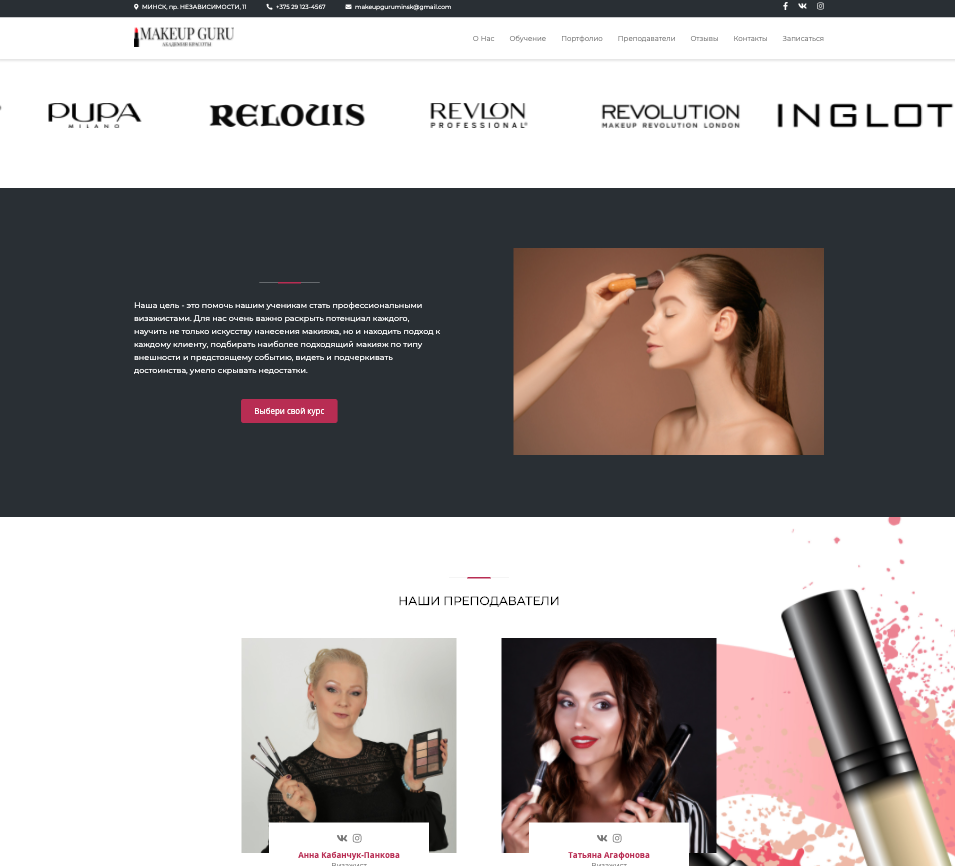 МИНСК, пр. НЕЗАВИСИМОСТИ, 11 +375 29 123-4567 makeupguruminsk@gmail.com
MAKEUP GURU
АКАДЕМИЯ КРАСОТЫ
О Нас Обучение Портфолио Преподаватели Отзывы Контакты Записаться
PUPA
MILANO
RELOUIS
REVLON
PROFESSIONAL®
REVOLUTION
MAKEUP REVOLUTION LONDON
INGLOT
Наша цель - это помочь нашим ученикам стать профессиональными
визажистами. Для нас очень важно раскрыть потенциал каждого,
научить не только искусству нанесения макияжа, но и находить подход к
каждому клиенту, подбирать наиболее подходящий макияж по типу
внешности и предстоящему событию, видеть и подчеркивать
достоинства, умело скрывать недостатки.
Выбери свой курс
НАШИ ПРЕПОДАВАТЕЛИ
Анна Кабанчук-Панкова
Визажист
Татьяна Агафонова
Визажист